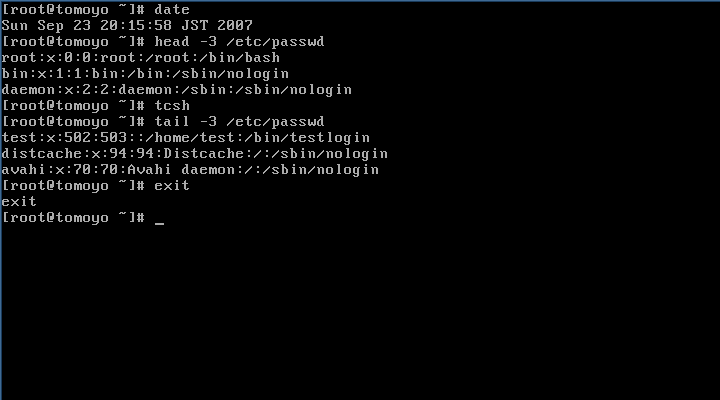 [root@tomoyo ~]# date
Sun Sep 23 20:15:58 JST 2007
[root@tomoyo ~]# head -3 /etc/passwd
root:x:0:0:root:/root:/bin/bash
bin:x:1:1:bin:/bin:/sbin/nologin
daemon:x:2:2:daemon:/sbin:/sbin/nologin
[root@tomoyo ~]# tcsh
[root@tomoyo ~]# tail -3 /etc/passwd
test:x:502:503::/home/test:/bin/testlogin
distcache:x:94:94:Distcache:/:/sbin/nologin
avahi:x:70:70:Avahi daemon:/:/sbin/nologin
[root@tomoyo ~]# exit
exit
[root@tomoyo ~]# _